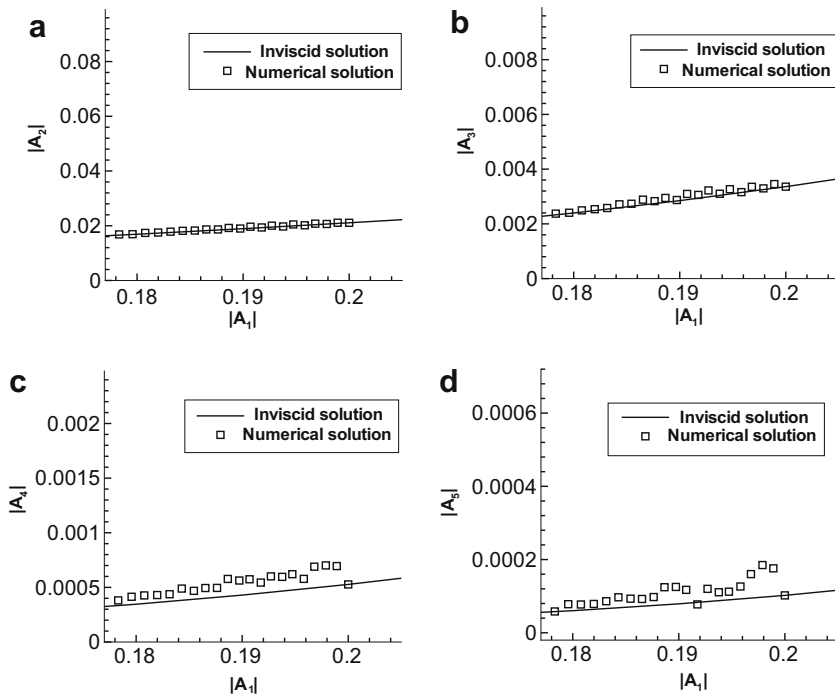 a
Inviscid solution
Numerical solution
|A2|
0.08
0.06
0.04
0.02
0
0.18
0.19
0.2
|A1|
b
Inviscid solution
Numerical solution
|A3|
0.008
0.006
0.004
0.002
0
0.18
0.19
0.2
|A1|
c
Inviscid solution
Numerical solution
|A4|
0.002
0.0015
0.001
0.0005
0
0.18
0.19
0.2
|A1|
d
Inviscid solution
Numerical solution
|A5|
0.0006
0.0004
0.0002
0
0.18
0.19
0.2
|A1|